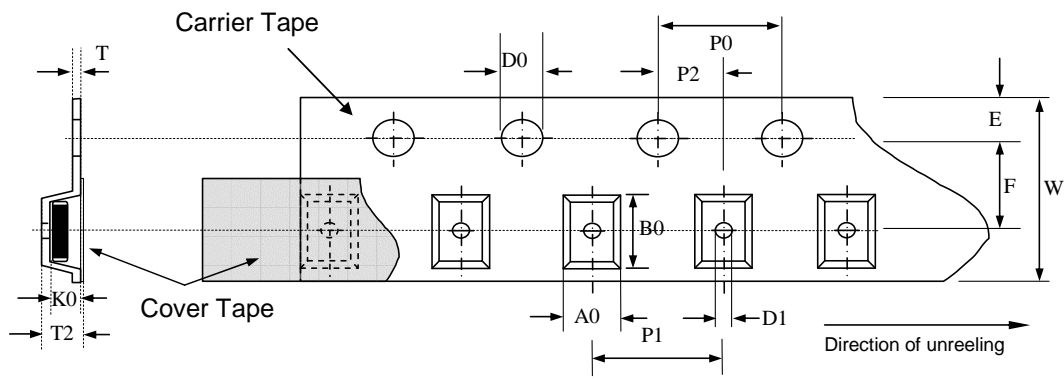 Carrier Tape
T
D0
P0
P2
E
F
W
B0
K0
Cover Tape
T2
A0
D1
P1
Direction of unreeling